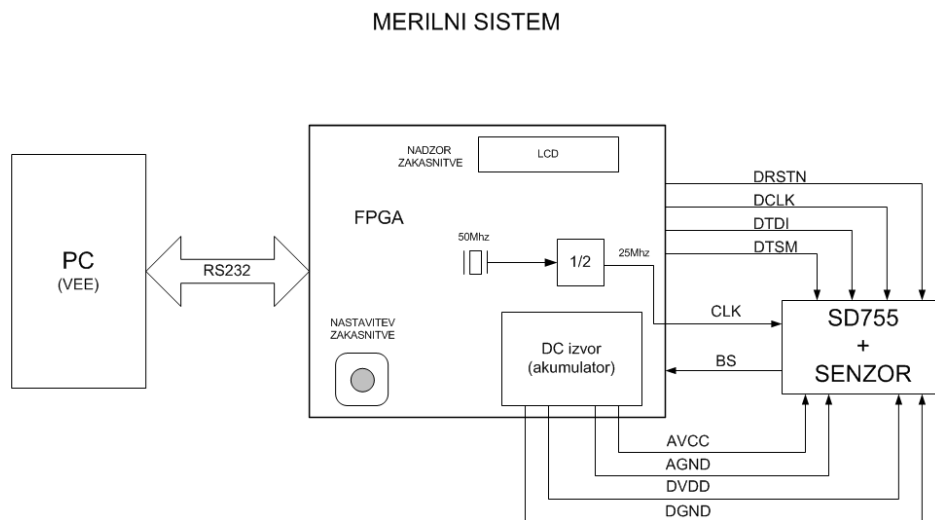 MERILNI SISTEM
PC
(VEE)
RS232
NADZOR
ZAKASNITVE
LCD
FPGA
50Mhz
1/2
25Mhz
NASTAVITEV
ZAKASNITVE
DC izvor
(akumulator)
DRSTN
DCLK
DTDI
DTSM
CLK
BS
SD755
+
SENZOR
AVCC
AGND
DVDD
DGND